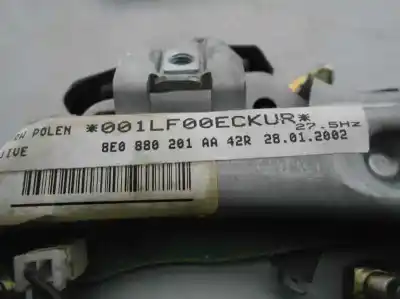 POLEN *001LF00ECKUR*
27.5Hz
8E0 880 201 AA 42R 28.01.2002